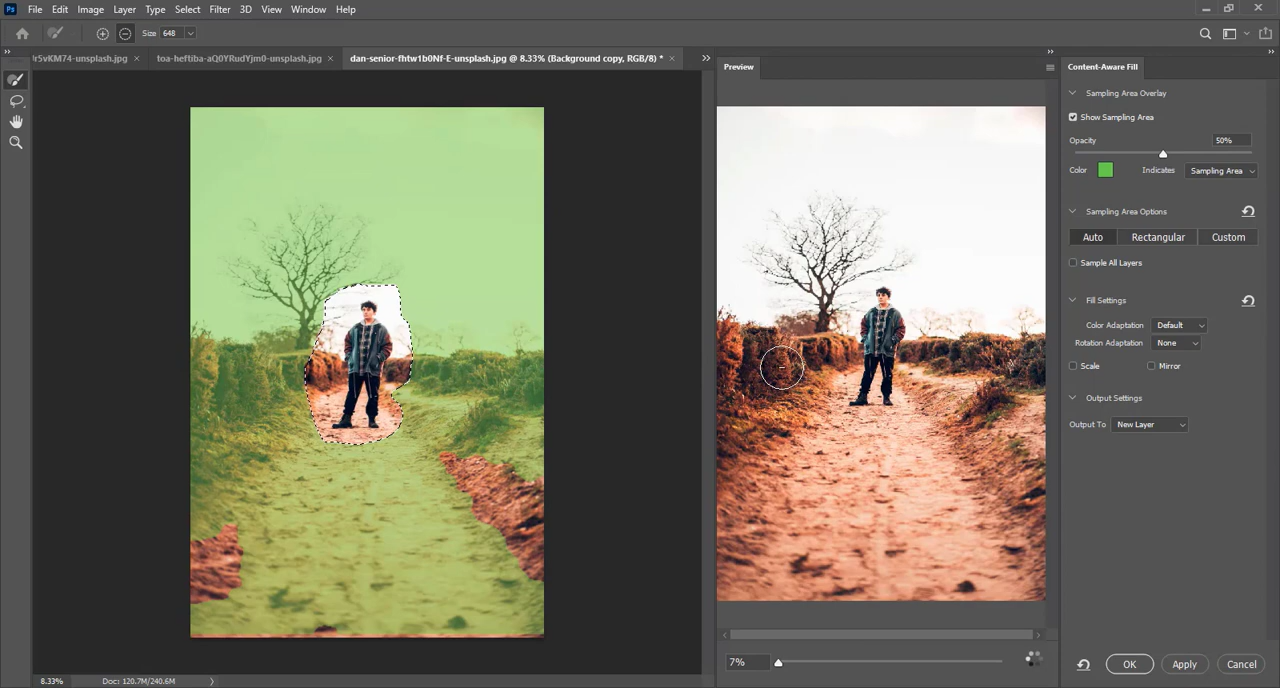 Ps File Edit Image Layer Type Select Filter 3D View Window Help
Size 648
!r5vKM74-unsplash.jpg × toa-heftiba-aQ0YRudYjm0-unsplash.jpg × dan-senior-fhtw1b0Nf-E-unsplash.jpg @ 8.33% (Background copy, RGB/8) * ×
Preview
Content-Aware Fill
Sampling Area Overlay
Show Sampling Area
Opacity 50%
Color Indicates Sampling Area
Sampling Area Options
Auto Rectangular Custom
Sample All Layers
Fill Settings
Color Adaptation Default
Rotation Adaptation None
Scale Mirror
Output Settings
Output To New Layer
7%
OK Apply Cancel
8.33% Doc: 120.7M/240.6M